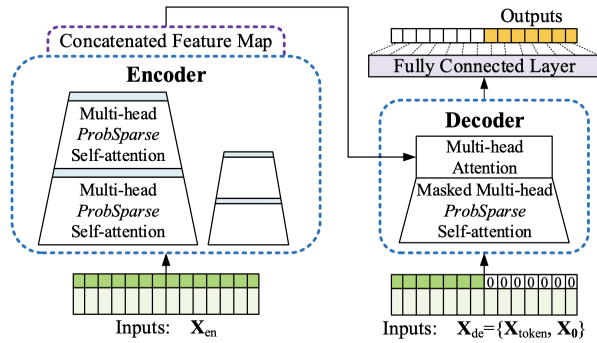 Concatenated Feature Map
Encoder
Multi-head
ProbSparse
Self-attention
Multi-head
ProbSparse
Self-attention
Inputs: Xen
Outputs
Fully Connected Layer
Decoder
Multi-head
Attention
Masked Multi-head
ProbSparse
Self-attention
0 0 0 0 0 0 0
Inputs: Xde={Xtoken, X0}